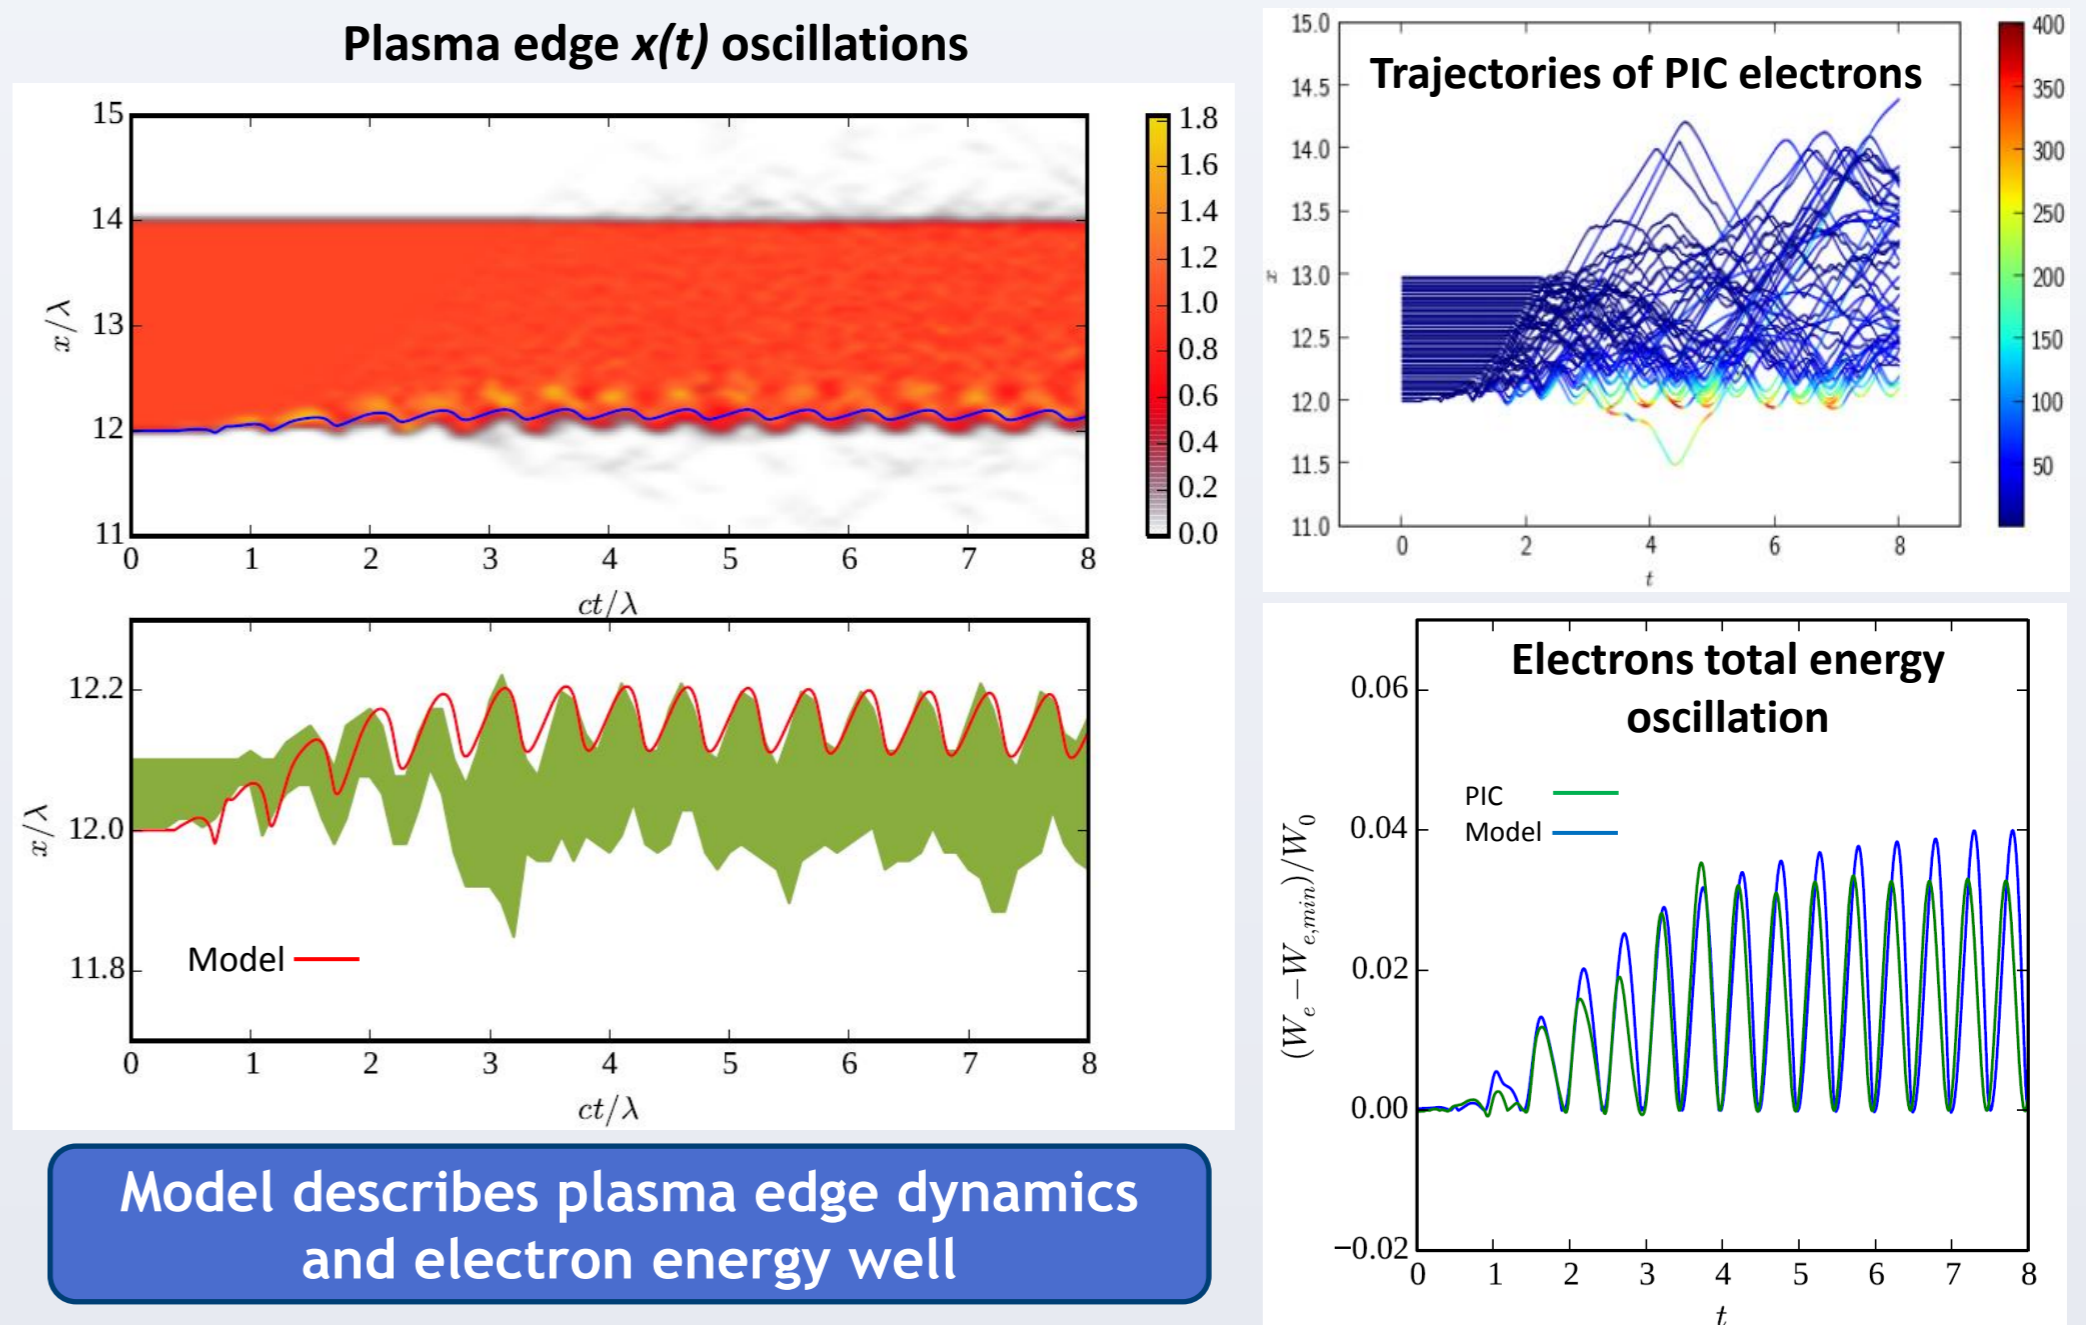 Plasma edge x(t) oscillations
15
14
13
12
11
x/λ
0 1 2 3 4 5 6 7 8
ct/λ
1.8
1.6
1.4
1.2
1.0
0.8
0.6
0.4
0.2
0.0
12.2
12.0
11.8
x/λ
Model
0 1 2 3 4 5 6 7 8
ct/λ
Model describes plasma edge dynamics
and electron energy well
Trajectories of PIC electrons
15.0
14.5
14.0
13.5
13.0
12.5
12.0
11.5
11.0
x
0 2 4 6 8
t
400
350
300
250
200
150
100
50
Electrons total energy
oscillation
PIC
Model
0.06
0.04
0.02
0.00
−0.02
(We − We,min)/W0
0 1 2 3 4 5 6 7 8
t